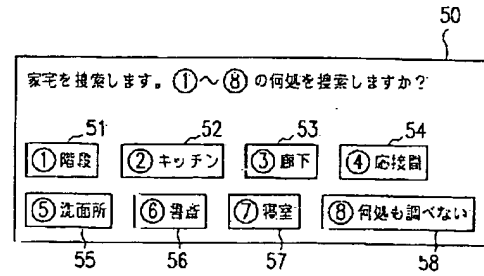 50
家宅を捜索します。①～⑧の何処を捜索しますか?
51 52 53 54
①階段 ②キッチン ③廊下 ④応接間
⑤洗面所 ⑥書斎 ⑦寝室 ⑧何処も調べない
55 56 57 58